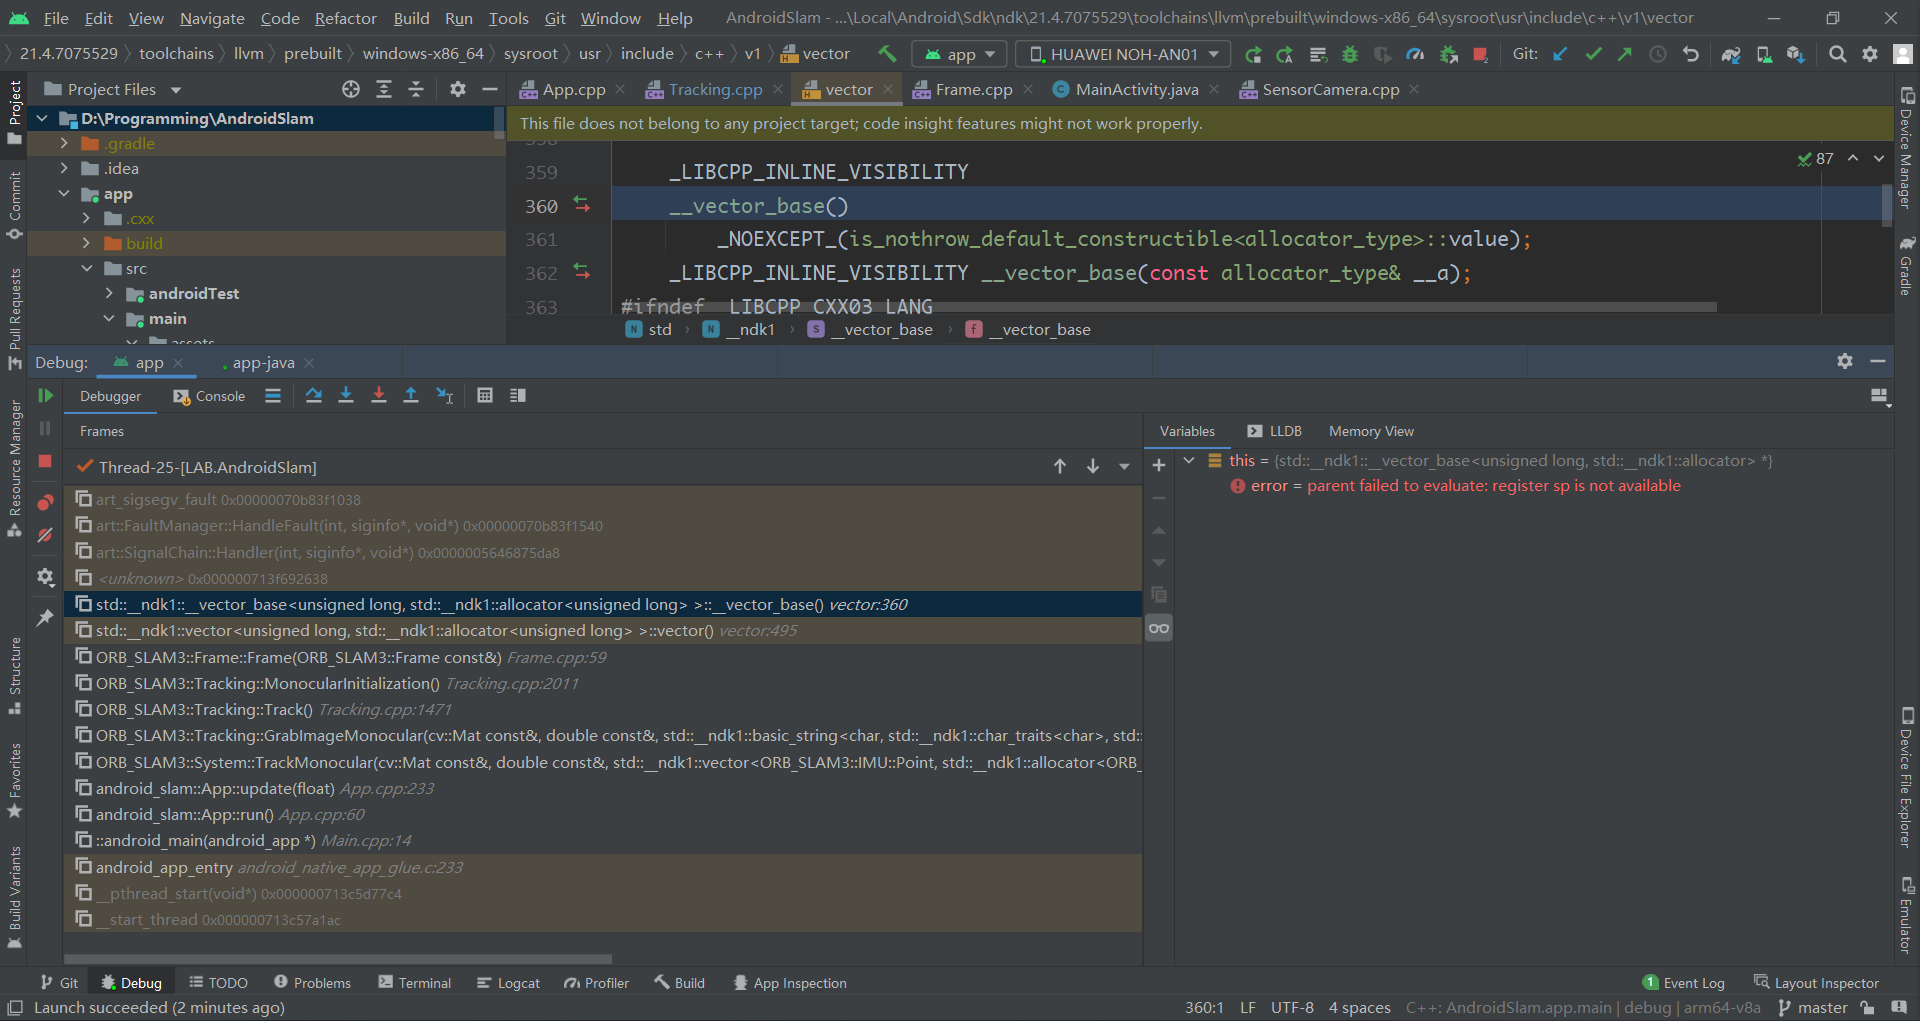 File Edit View Navigate Code Refactor Build Run Tools Git Window Help AndroidSlam - ...\Local\Android\Sdk\ndk\21.4.7075529\toolchains\llvm\prebuilt\windows-x86_64\sysroot\usr\include\c++\v1\vector
21.4.7075529 toolchains llvm prebuilt windows-x86_64 sysroot usr include c++ v1 vector app HUAWEI NOH-AN01 Git:
Project Files App.cpp Tracking.cpp vector Frame.cpp MainActivity.java SensorCamera.cpp
D:\Programming\AndroidSlam
.gradle
.idea
app
.cxx
build
src
androidTest
main
assets
This file does not belong to any project target; code insight features might not work properly.
358
359 _LIBCPP_INLINE_VISIBILITY
360 __vector_base()
361 _NOEXCEPT_(is_nothrow_default_constructible<allocator_type>::value);
362 _LIBCPP_INLINE_VISIBILITY __vector_base(const allocator_type& __a);
363 #ifndef _LIBCPP_CXX03_LANG
87
std __ndk1 __vector_base __vector_base
Debug: app app-java
Debugger Console
Frames
Thread-25-[LAB.AndroidSlam]
art_sigsegv_fault 0x00000070b83f1038
art::FaultManager::HandleFault(int, siginfo*, void*) 0x00000070b83f1540
art::SignalChain::Handler(int, siginfo*, void*) 0x0000005646875da8
<unknown> 0x000000713f692638
std::__ndk1::__vector_base<unsigned long, std::__ndk1::allocator<unsigned long> >::__vector_base() vector:360
std::__ndk1::vector<unsigned long, std::__ndk1::allocator<unsigned long> >::vector() vector:495
ORB_SLAM3::Frame::Frame(ORB_SLAM3::Frame const&) Frame.cpp:59
ORB_SLAM3::Tracking::MonocularInitialization() Tracking.cpp:2011
ORB_SLAM3::Tracking::Track() Tracking.cpp:1471
ORB_SLAM3::Tracking::GrabImageMonocular(cv::Mat const&, double const&, std::__ndk1::basic_string<char, std::__ndk1::char_traits<char>, std::
ORB_SLAM3::System::TrackMonocular(cv::Mat const&, double const&, std::__ndk1::vector<ORB_SLAM3::IMU::Point, std::__ndk1::allocator<ORB_
android_slam::App::update(float) App.cpp:233
android_slam::App::run() App.cpp:60
::android_main(android_app *) Main.cpp:14
android_app_entry android_native_app_glue.c:233
__pthread_start(void*) 0x000000713c5d77c4
__start_thread 0x000000713c57a1ac
Variables LLDB Memory View
this = {std::__ndk1::__vector_base<unsigned long, std::__ndk1::allocator> *}
error = parent failed to evaluate: register sp is not available
Project
Commit
Pull Requests
Resource Manager
Structure
Favorites
Build Variants
Device Manager
Gradle
Device File Explorer
Emulator
Git Debug TODO Problems Terminal Logcat Profiler Build App Inspection 1 Event Log Layout Inspector
Launch succeeded (2 minutes ago) 360:1 LF UTF-8 4 spaces C++: AndroidSlam.app.main | debug | arm64-v8a master